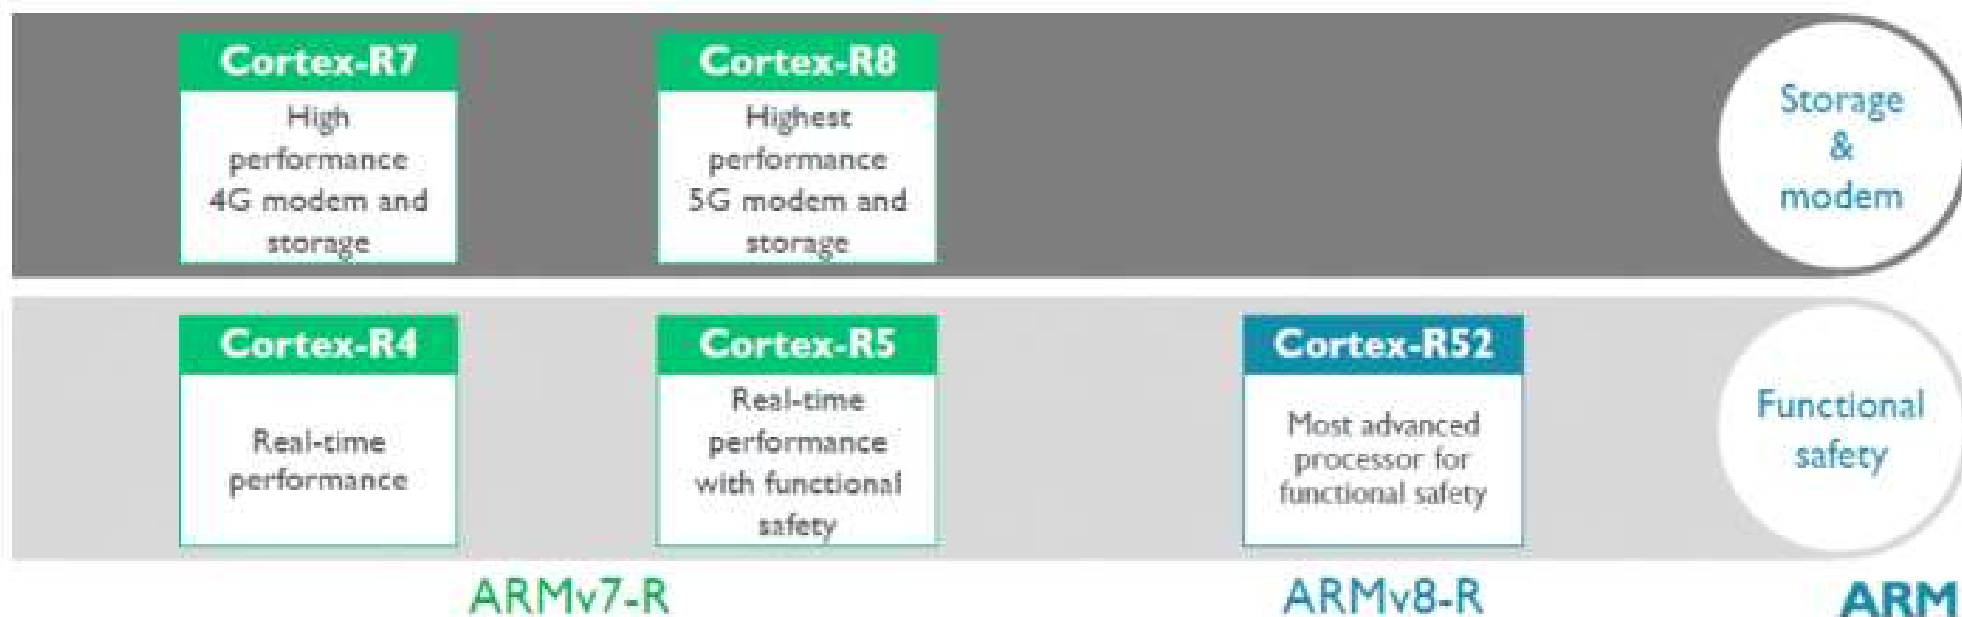 Cortex-R7
High
performance
4G modem and
storage
Cortex-R8
Highest
performance
5G modem and
storage
Storage
&
modem
Cortex-R4
Real-time
performance
Cortex-R5
Real-time
performance
with functional
safety
Cortex-R52
Most advanced
processor for
functional safety
Functional
safety
ARMv7-R
ARMv8-R
ARM